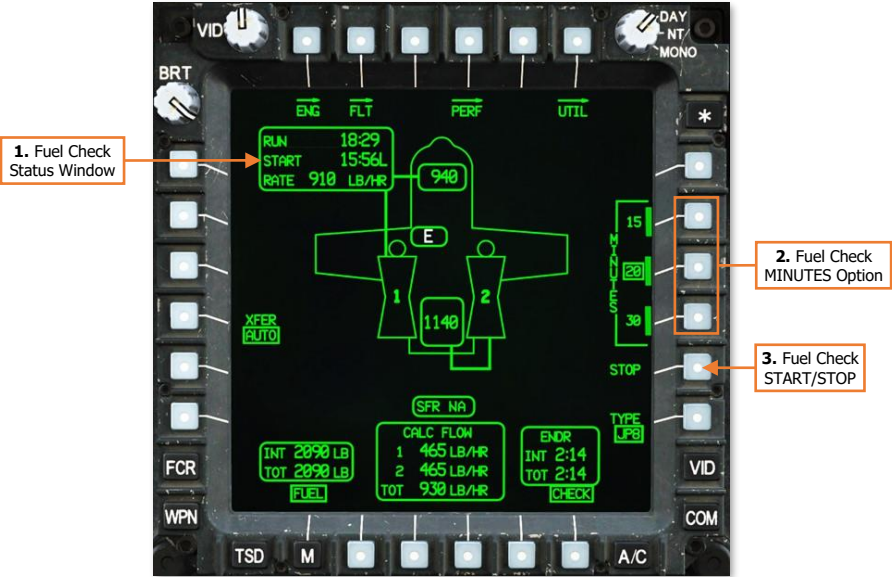 VID
DAY
NT
MONO
BRT
ENG
FLT
PERF
UTIL
*
1. Fuel Check
Status Window
RUN 18:29
START 15:56L
RATE 910 LB/HR
940
E
1
2
1140
15
20
30
MINUTES
2. Fuel Check
MINUTES Option
XFER
AUTO
STOP
3. Fuel Check
START/STOP
SFR NA
TYPE
JP8
INT 2090 LB
TOT 2090 LB
FUEL
CALC FLOW
1 465 LB/HR
2 465 LB/HR
TOT 930 LB/HR
ENDR
INT 2:14
TOT 2:14
CHECK
FCR
VID
WPN
COM
TSD
M
A/C